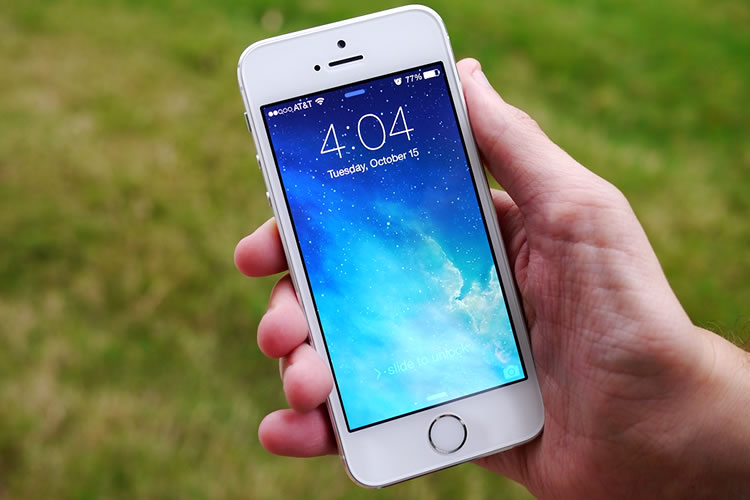 AT&T 77%
4:04
Tuesday, October 15
slide to unlock